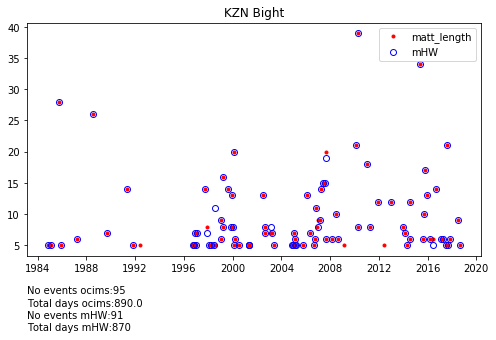 KZN Bight
matt_length
mHW
40
35
30
25
20
15
10
5
1984 1988 1992 1996 2000 2004 2008 2012 2016 2020
No events ocims:95
Total days ocims:890.0
No events mHW:91
Total days mHW:870